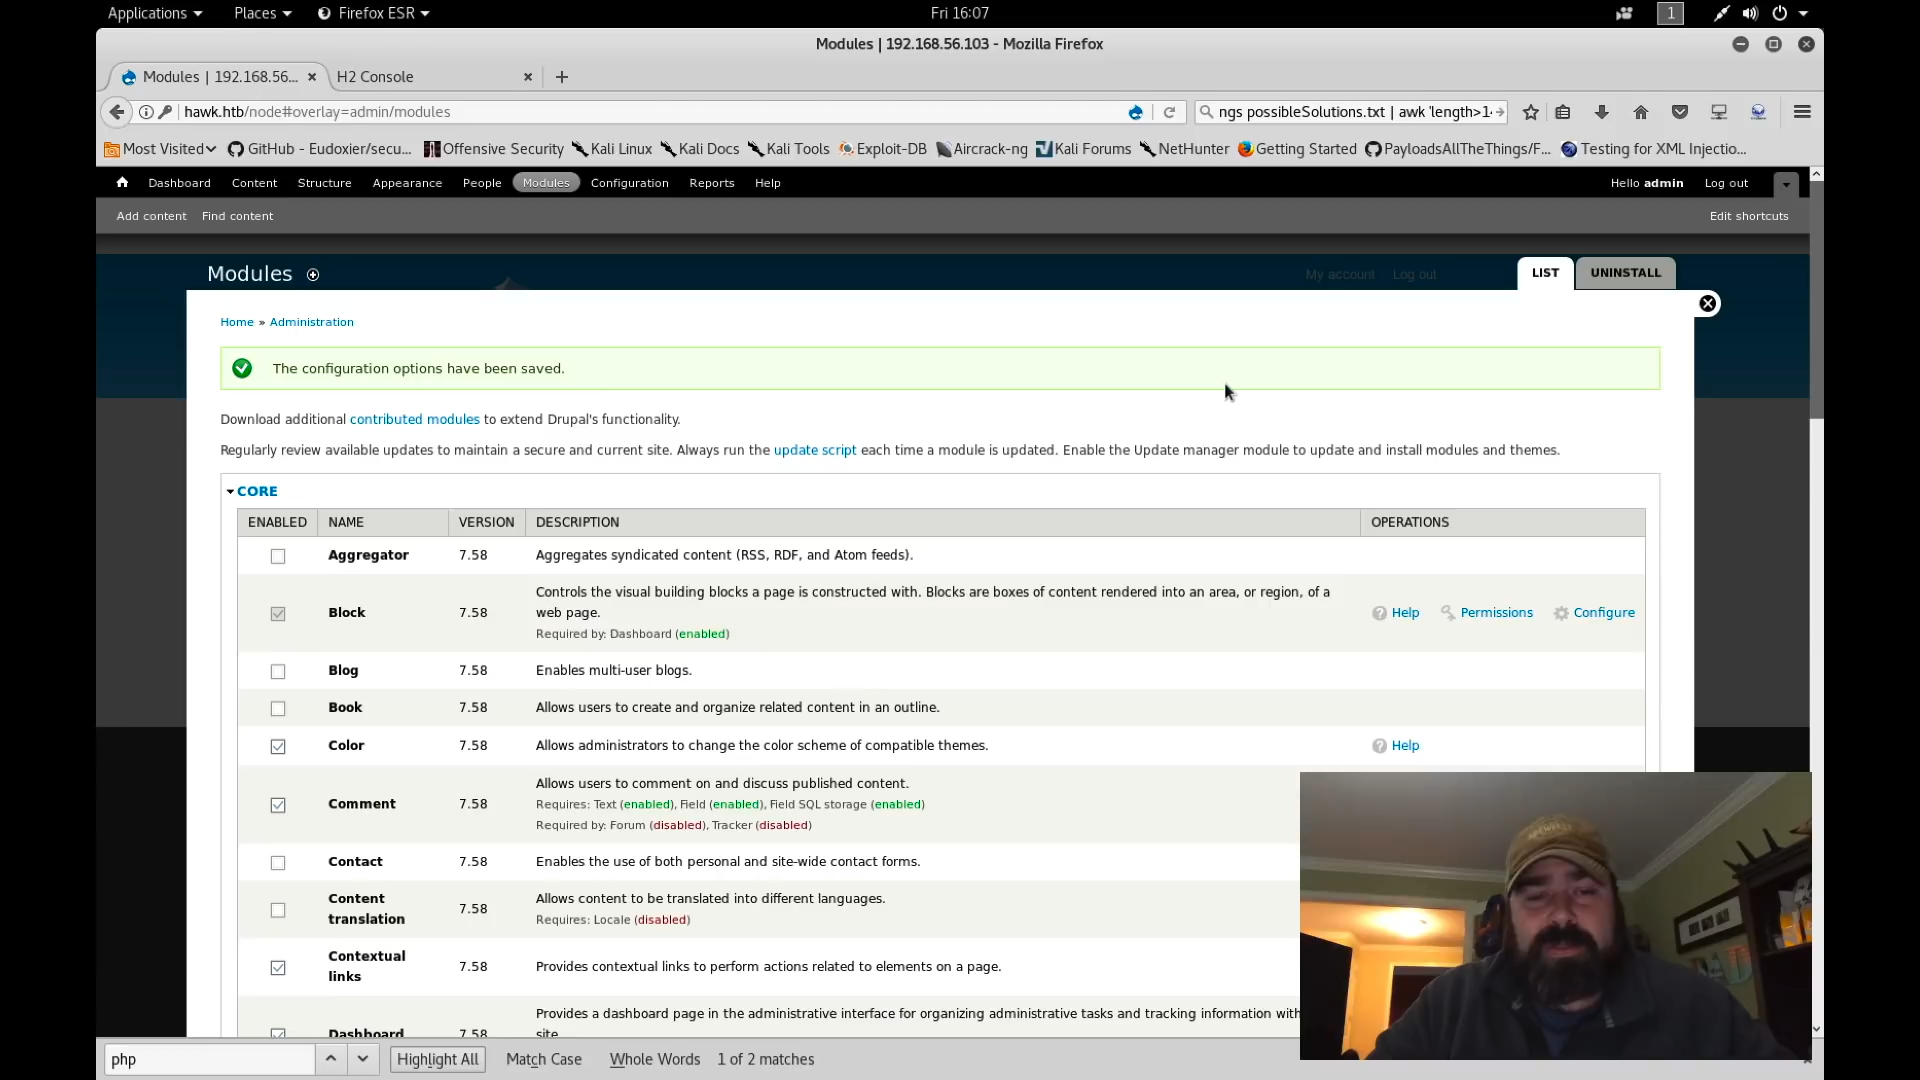 Applications Places Firefox ESR Fri 16:07 1
Modules | 192.168.56.103 - Mozilla Firefox
Modules | 192.168.56... H2 Console
hawk.htb/node#overlay=admin/modules ngs possibleSolutions.txt | awk 'length>1
Most Visited GitHub - Eudoxier/secu... Offensive Security Kali Linux Kali Docs Kali Tools Exploit-DB Aircrack-ng Kali Forums NetHunter Getting Started PayloadsAllTheThings/F... Testing for XML Injectio...
Dashboard Content Structure Appearance People Modules Configuration Reports Help Hello admin Log out
Add content Find content Edit shortcuts
Modules My account Log out LIST UNINSTALL
Home » Administration
The configuration options have been saved.
Download additional contributed modules to extend Drupal's functionality.
Regularly review available updates to maintain a secure and current site. Always run the update script each time a module is updated. Enable the Update manager module to update and install modules and themes.
CORE
ENABLED NAME VERSION DESCRIPTION OPERATIONS
Aggregator 7.58 Aggregates syndicated content (RSS, RDF, and Atom feeds).
Controls the visual building blocks a page is constructed with. Blocks are boxes of content rendered into an area, or region, of a
Block 7.58 web page. Help Permissions Configure
Required by: Dashboard (enabled)
Blog 7.58 Enables multi-user blogs.
Book 7.58 Allows users to create and organize related content in an outline.
Color 7.58 Allows administrators to change the color scheme of compatible themes. Help
Allows users to comment on and discuss published content.
Comment 7.58 Requires: Text (enabled), Field (enabled), Field SQL storage (enabled)
Required by: Forum (disabled), Tracker (disabled)
Contact 7.58 Enables the use of both personal and site-wide contact forms.
Content translation 7.58 Allows content to be translated into different languages.
Requires: Locale (disabled)
Contextual links 7.58 Provides contextual links to perform actions related to elements on a page.
Provides a dashboard page in the administrative interface for organizing administrative tasks and tracking information with
Dashboard 7.58 site.
php Highlight All Match Case Whole Words 1 of 2 matches